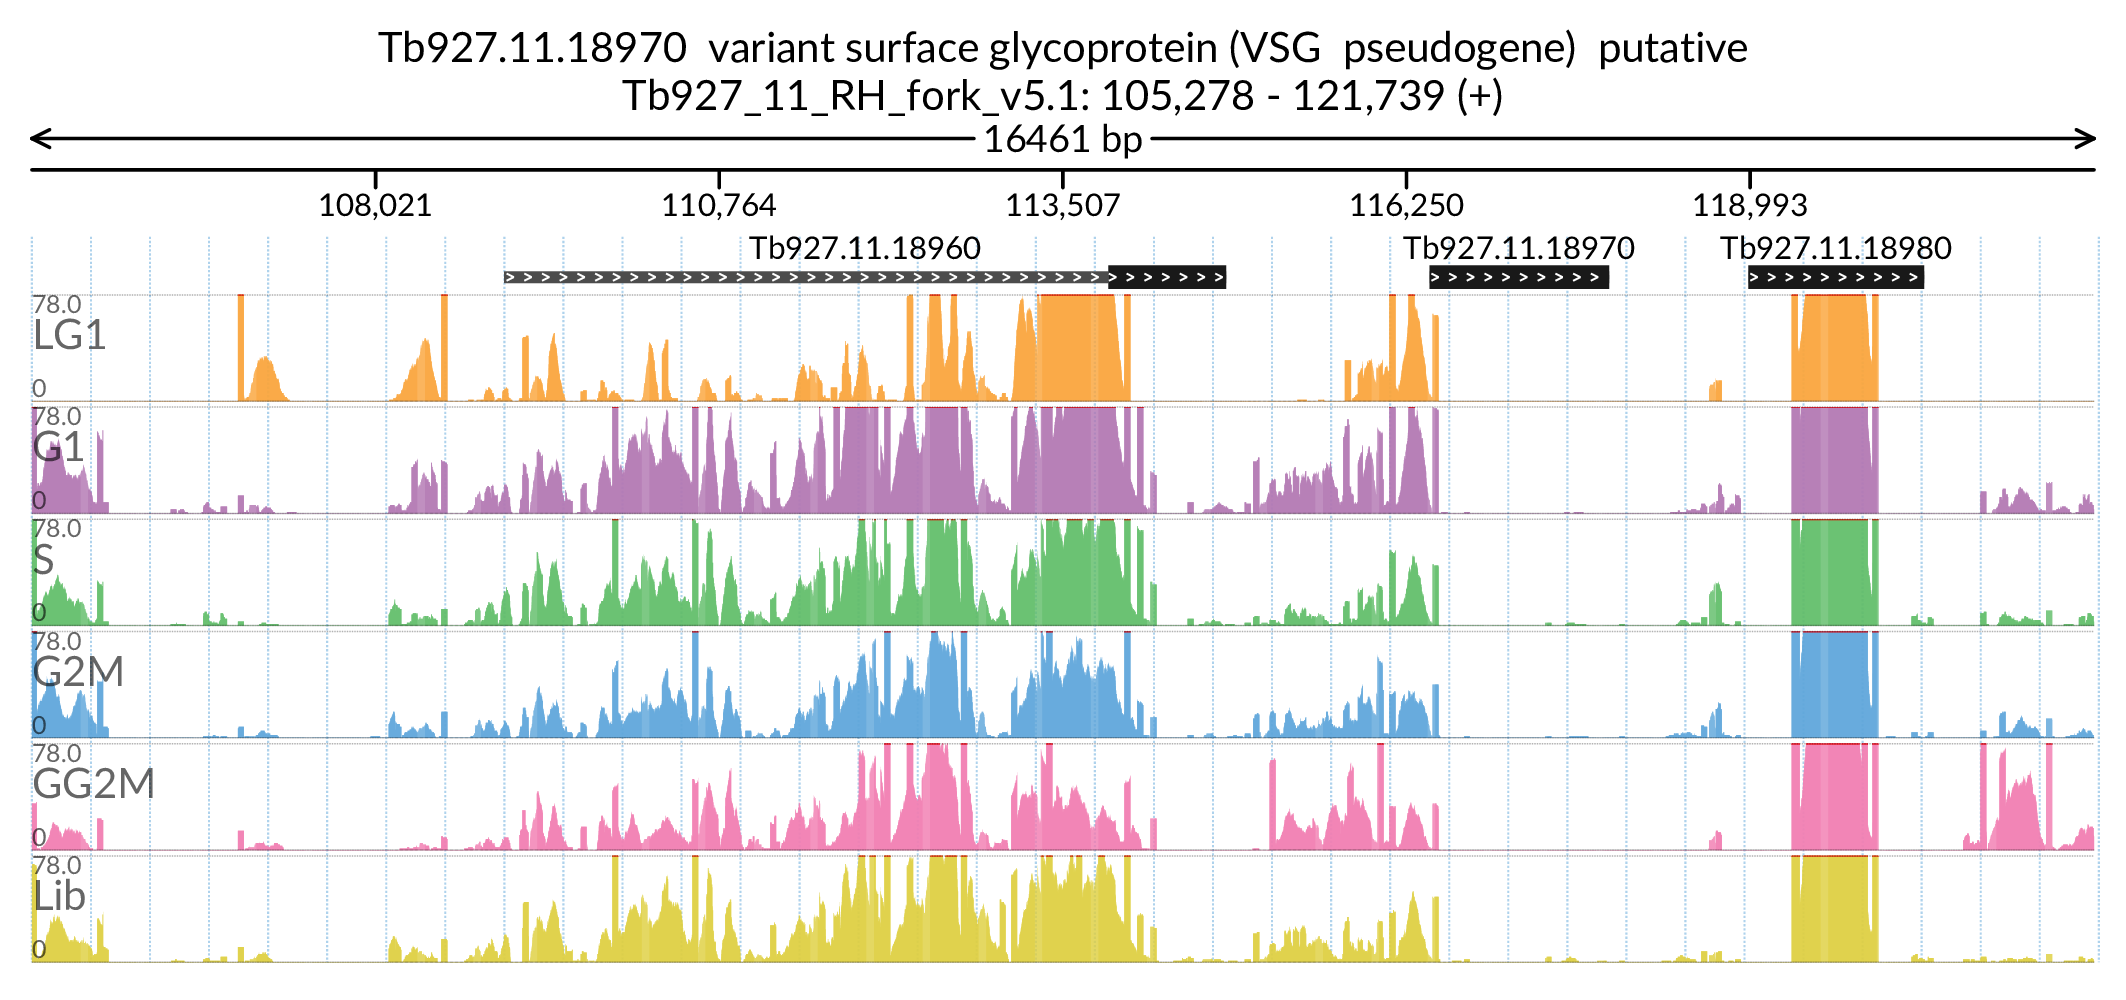 Tb927.11.18970  variant surface glycoprotein (VSG  pseudogene)  putative
Tb927_11_RH_fork_v5.1: 105,278 - 121,739 (+)
16461 bp
108,021 110,764 113,507 116,250 118,993
Tb927.11.18960 Tb927.11.18970 Tb927.11.18980
78.0
LG1
0
78.0
G1
0
78.0
S
0
78.0
G2M
0
78.0
GG2M
0
78.0
Lib
0